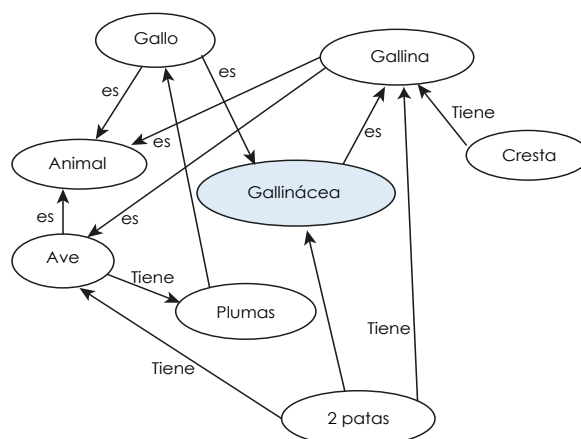 Gallo
Gallina
es
es
Tiene
es
Animal
es
Cresta
Gallinácea
es
es
Ave
Tiene
Plumas
Tiene
Tiene
2 patas